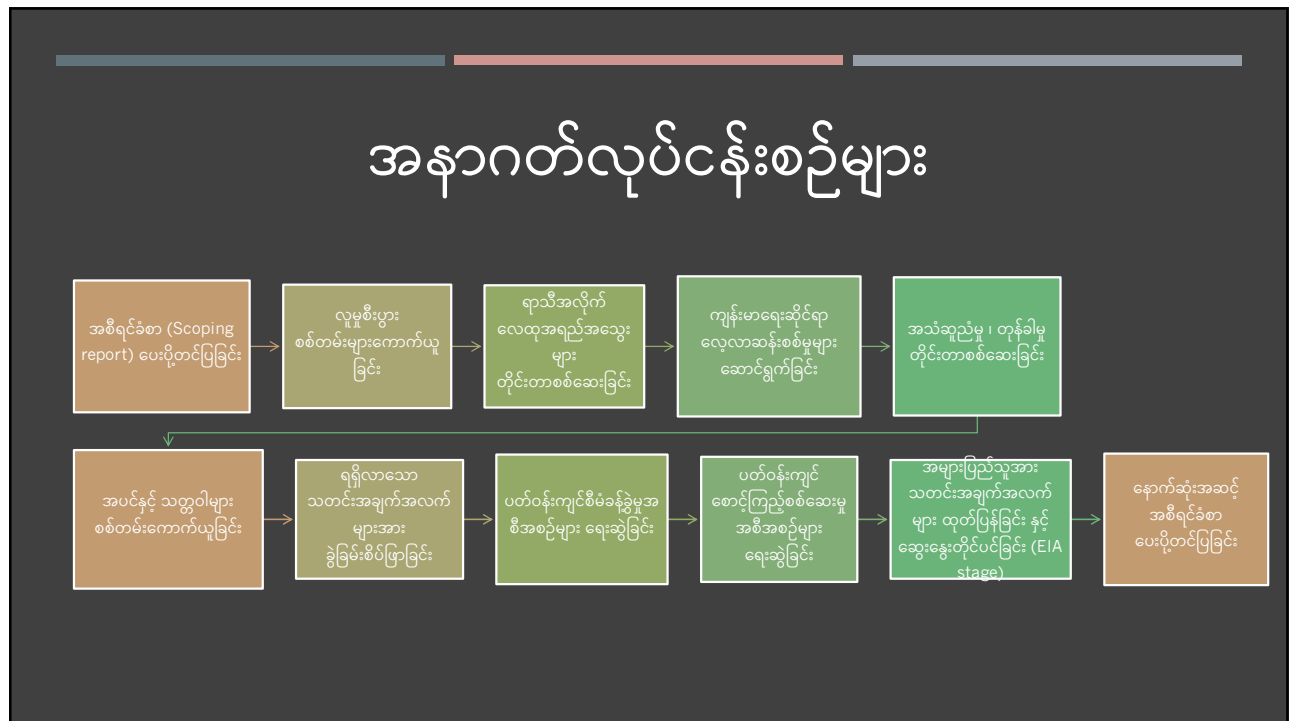 အနာဂတ်လုပ်ငန်းစဉ်များ
အစီရင်ခံစာ (Scoping
report) ပေးပို့တင်ပြခြင်း
လူမှုစီးပွား
စစ်တမ်းများကောက်ယူ
ခြင်း
ရာသီအလိုက်
လေထုအရည်အသွေး
များ
တိုင်းတာစစ်ဆေးခြင်း
ကျန်းမာရေးဆိုင်ရာ
လေ့လာဆန်းစစ်မှုများ
ဆောင်ရွက်ခြင်း
အသံဆူညံမှု ၊ တုန်ခါမှု
တိုင်းတာစစ်ဆေးခြင်း
အပင်နှင့် သတ္တဝါများ
စစ်တမ်းကောက်ယူခြင်း
ရရှိလာသော
သတင်းအချက်အလက်
များအား
ခွဲခြမ်းစိပ်ဖြာခြင်း
ပတ်ဝန်းကျင်စီမံခန့်ခွဲမှုအ
စီအစဉ်များ ရေးဆွဲခြင်း
ပတ်ဝန်းကျင်
စောင့်ကြည့်စစ်ဆေးမှု
အစီအစဉ်များ
ရေးဆွဲခြင်း
အများပြည်သူအား
သတင်းအချက်အလက်
များ ထုတ်ပြန်ခြင်း နှင့်
ဆွေးနွေးတိုင်ပင်ခြင်း (EIA
stage)
နောက်ဆုံးအဆင့်
အစီရင်ခံစာ
ပေးပို့တင်ပြခြင်း